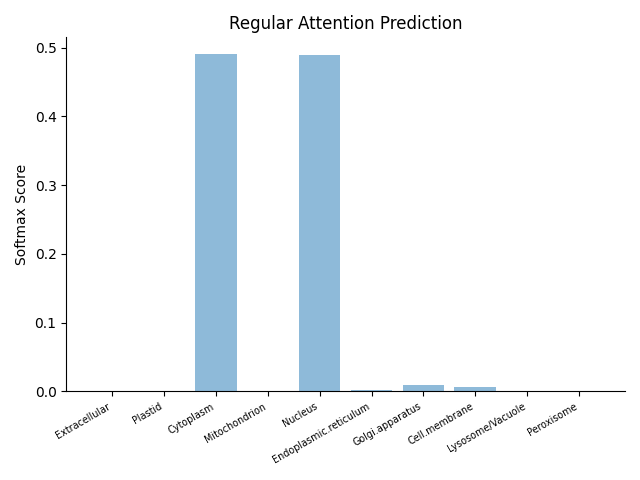 Regular Attention Prediction
Softmax Score
0.5
0.4
0.3
0.2
0.1
0.0
Extracellular
Plastid
Cytoplasm
Mitochondrion
Nucleus
Endoplasmic.reticulum
Golgi.apparatus
Cell.membrane
Lysosome/Vacuole
Peroxisome